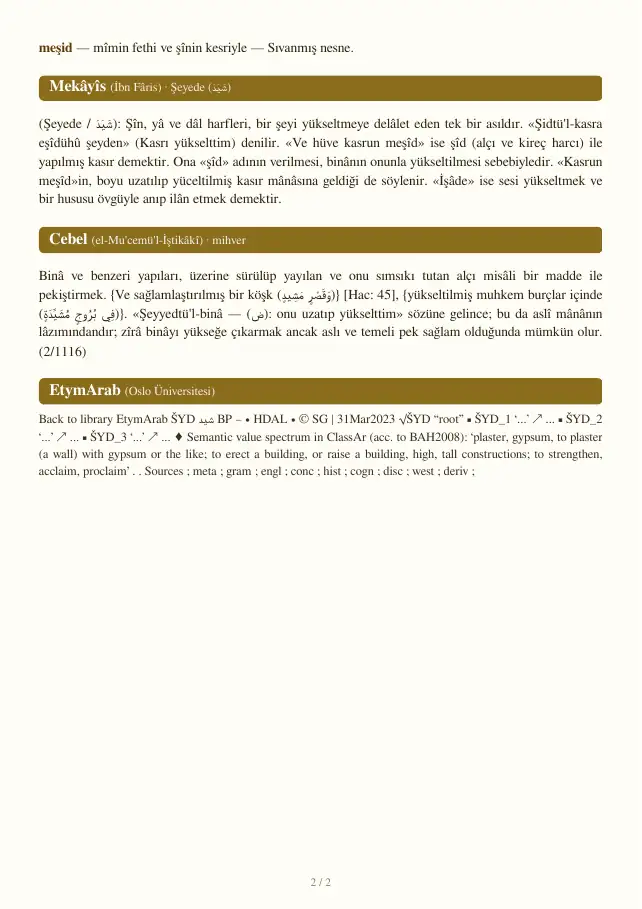 meşid — mîmin fethi ve şînin kesriyle — Sıvanmış nesne.
Mekâyîs (İbn Fâris) · Şeyede (شَيَدَ)
(Şeyede / شَيَدَ): Şîn, yâ ve dâl harfleri, bir şeyi yükseltmeye delâlet eden tek bir asıldır. «Şidtü'l-kasra
eşîdühû şeyden» (Kasrı yükselttim) denilir. «Ve hüve kasrun meşîd» ise şîd (alçı ve kireç harcı) ile
yapılmış kasır demektir. Ona «şîd» adının verilmesi, binânın onunla yükseltilmesi sebebiyledir. «Kasrun
meşîd»in, boyu uzatılıp yüceltilmiş kasır mânâsına geldiği de söylenir. «İşâde» ise sesi yükseltmek ve
bir hususu övgüyle anıp ilân etmek demektir.
Cebel (el-Mu'cemü'l-İştikâkî) · mihver
Binâ ve benzeri yapıları, üzerine sürülüp yayılan ve onu sımsıkı tutan alçı misâli bir madde ile
pekiştirmek. {Ve sağlamlaştırılmış bir köşk (وَقَصْرٍ مَشِيدٍ)} [Hac: 45], {yükseltilmiş muhkem burçlar içinde
(فِي بُرُوجٍ مُشَيَّدَةٍ)}. «Şeyyedtü'l-binâ — (ض): onu uzatıp yükselttim» sözüne gelince; bu da aslî mânânın
lâzımındandır; zîrâ binâyı yükseğe çıkarmak ancak aslı ve temeli pek sağlam olduğunda mümkün olur.
(2/1116)
EtymArab (Oslo Üniversitesi)
Back to library EtymArab ŠYD شيد BP – • HDAL • © SG | 31Mar2023 √ŠYD “root” ▪ ŠYD_1 ‘...’ ↗ ... ▪ ŠYD_2
‘...’ ↗ ... ▪ ŠYD_3 ‘...’ ↗ ... ♦ Semantic value spectrum in ClassAr (acc. to BAH2008): ‘plaster, gypsum, to plaster
(a wall) with gypsum or the like; to erect a building, or raise a building, high, tall constructions; to strengthen,
acclaim, proclaim’ . . Sources ; meta ; gram ; engl ; conc ; hist ; cogn ; disc ; west ; deriv ;
2 / 2